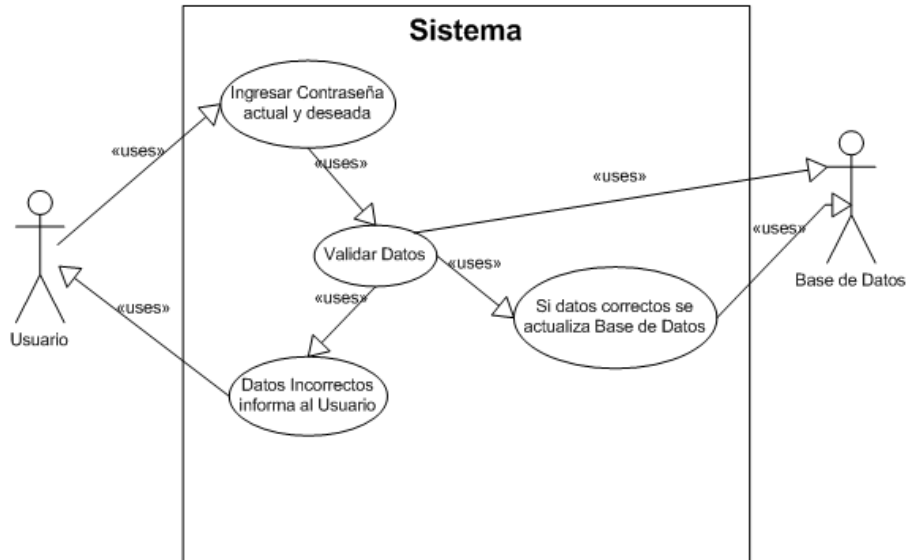 Sistema
Ingresar Contraseña
actual y deseada
«uses»
«uses»
«uses»
Validar Datos
«uses»
«uses»
«uses»
Base de Datos
«uses»
Si datos correctos se
actualiza Base de Datos
Usuario
Datos Incorrectos
informa al Usuario